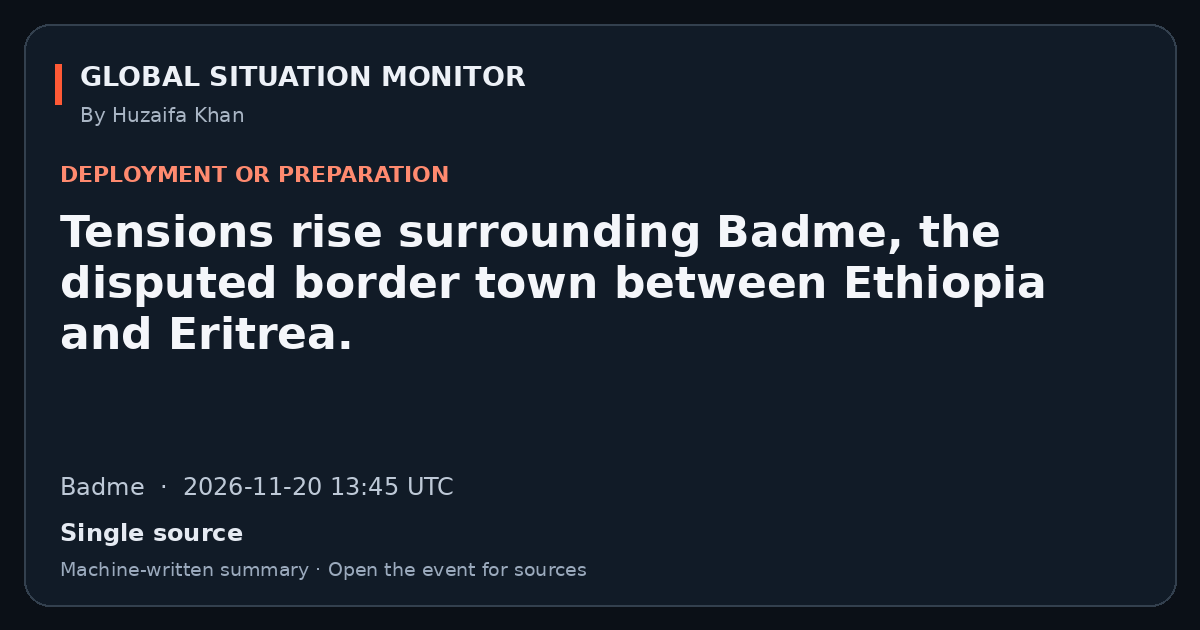 GLOBAL SITUATION MONITOR
By Huzaifa Khan
DEPLOYMENT OR PREPARATION
Tensions rise surrounding Badme, the
disputed border town between Ethiopia
and Eritrea.
Badme · 2026-11-20 13:45 UTC
Single source
Machine-written summary · Open the event for sources